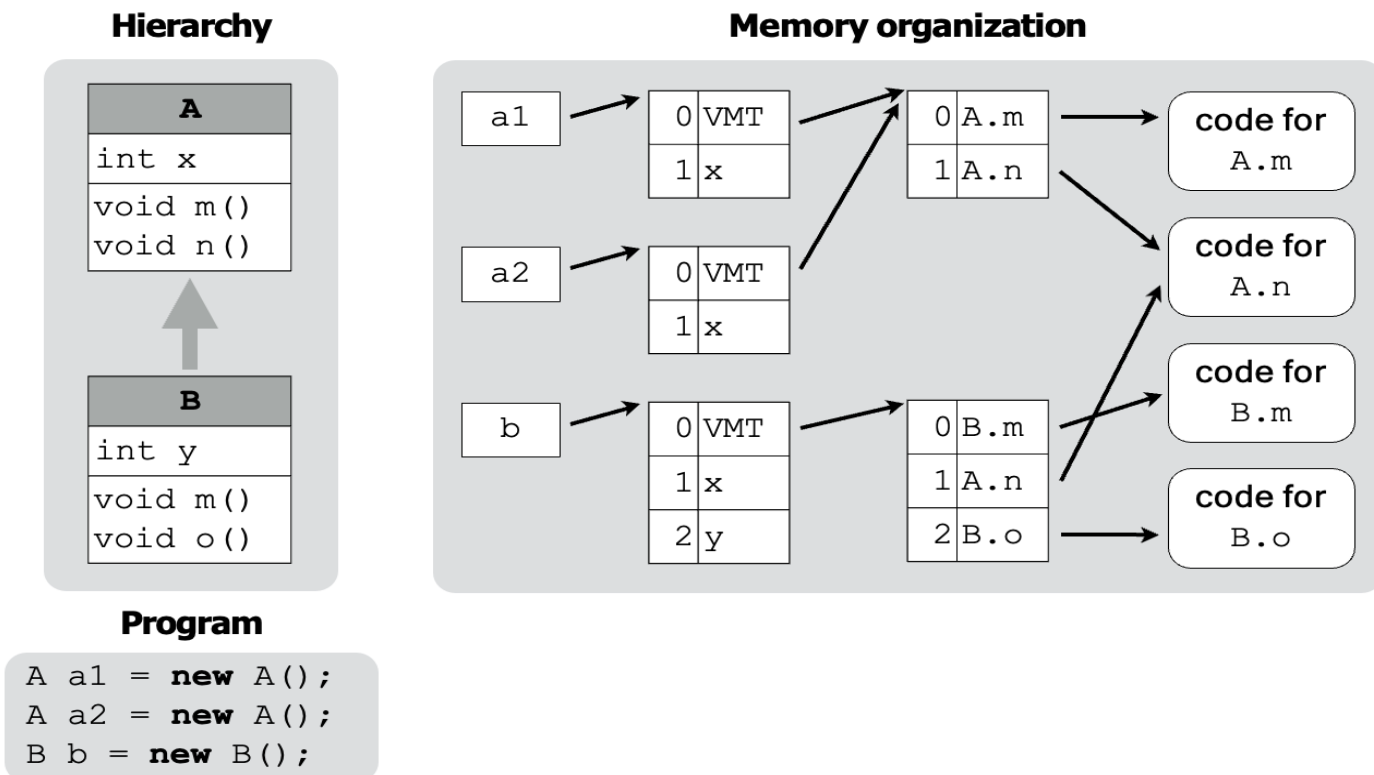 Hierarchy
A
int x
void m()
void n()
B
int y
void m()
void o()
Program
A a1 = new A();
A a2 = new A();
B b = new B();
Memory organization
a1
0 VMT
1 x
0 A.m
1 A.n
code for
A.m
a2
0 VMT
1 x
code for
A.n
b
0 VMT
1 x
2 y
0 B.m
1 A.n
2 B.o
code for
B.m
code for
B.o